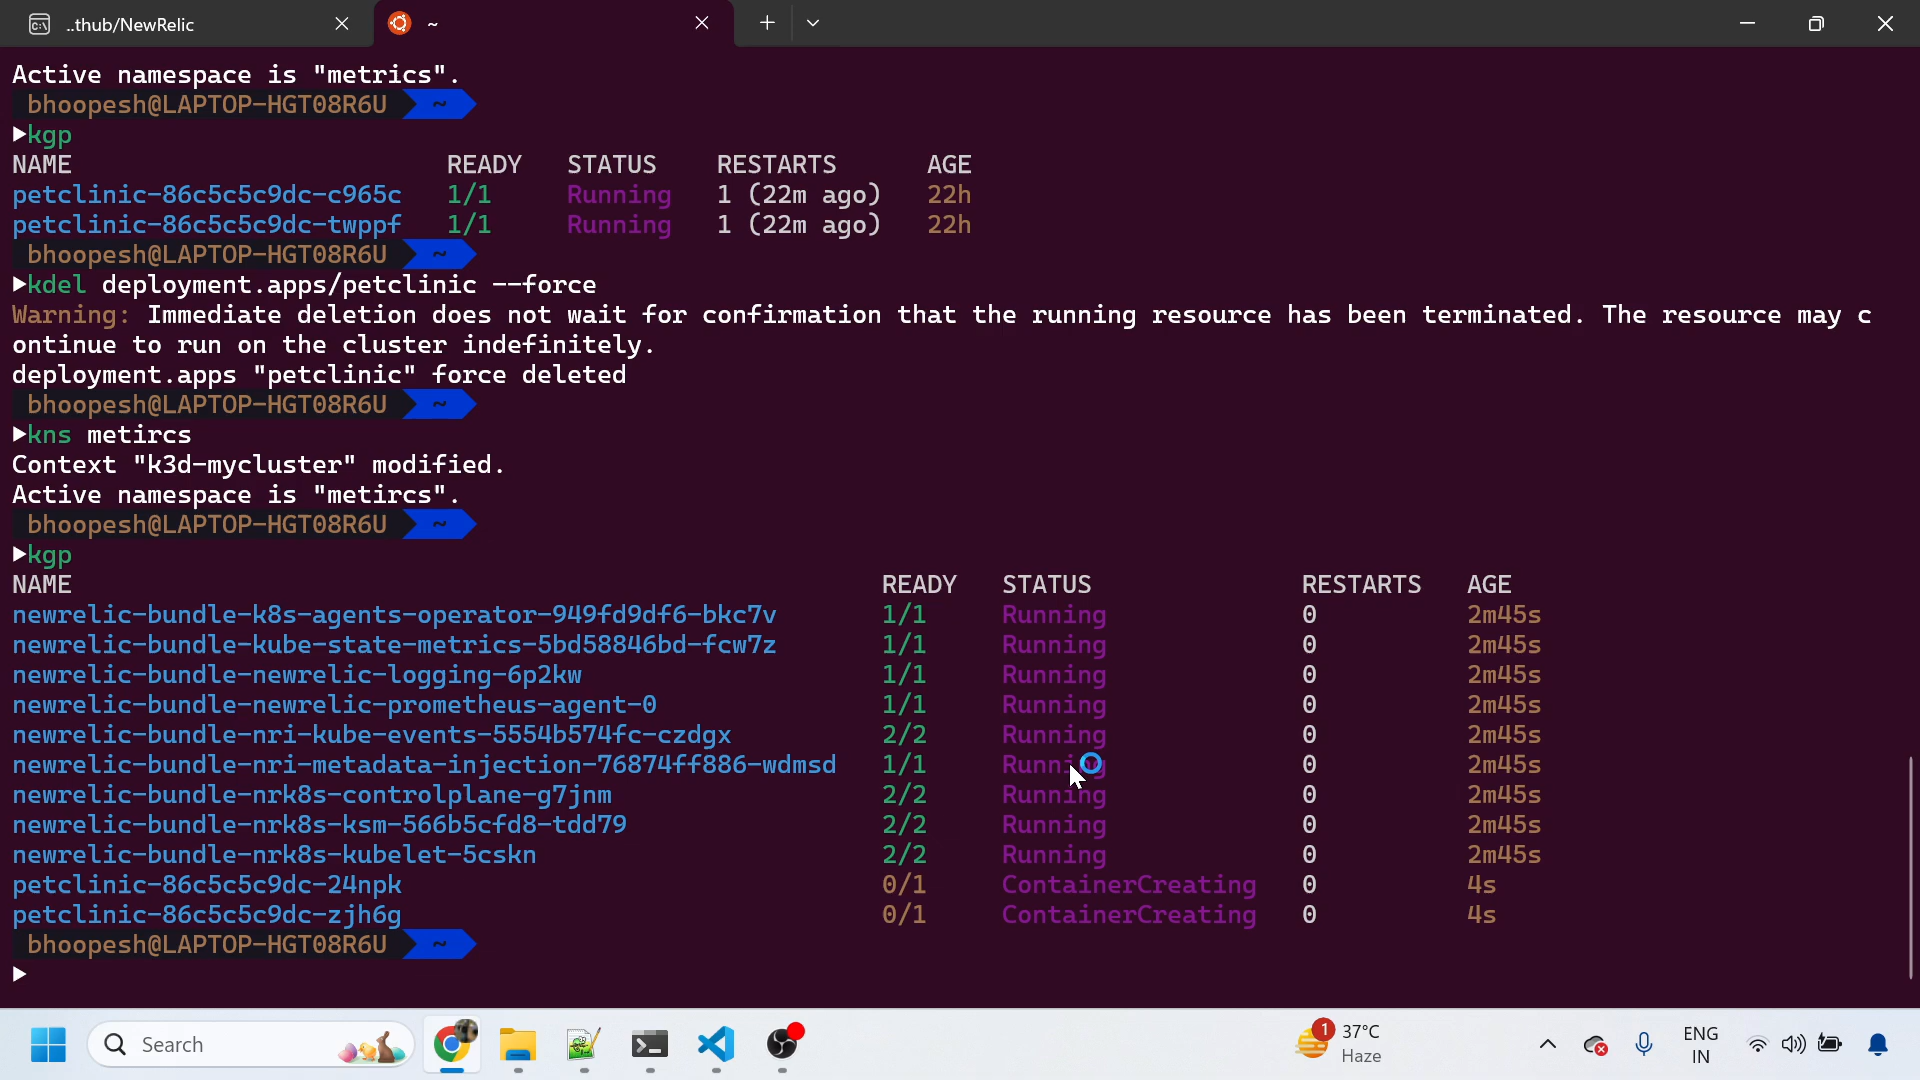 ..thub/NewRelic
~
Active namespace is "metrics".
bhoopesh@LAPTOP-HGT08R6U ~
▶kgp
NAME READY STATUS RESTARTS AGE
petclinic-86c5c5c9dc-c965c 1/1 Running 1 (22m ago) 22h
petclinic-86c5c5c9dc-twppf 1/1 Running 1 (22m ago) 22h
bhoopesh@LAPTOP-HGT08R6U ~
▶kdel deployment.apps/petclinic --force
Warning: Immediate deletion does not wait for confirmation that the running resource has been terminated. The resource may c
ontinue to run on the cluster indefinitely.
deployment.apps "petclinic" force deleted
bhoopesh@LAPTOP-HGT08R6U ~
▶kns metircs
Context "k3d-mycluster" modified.
Active namespace is "metircs".
bhoopesh@LAPTOP-HGT08R6U ~
▶kgp
NAME READY STATUS RESTARTS AGE
newrelic-bundle-k8s-agents-operator-949fd9df6-bkc7v 1/1 Running 0 2m45s
newrelic-bundle-kube-state-metrics-5bd58846bd-fcw7z 1/1 Running 0 2m45s
newrelic-bundle-newrelic-logging-6p2kw 1/1 Running 0 2m45s
newrelic-bundle-newrelic-prometheus-agent-0 1/1 Running 0 2m45s
newrelic-bundle-nri-kube-events-5554b574fc-czdgx 2/2 Running 0 2m45s
newrelic-bundle-nri-metadata-injection-76874ff886-wdmsd 1/1 Running 0 2m45s
newrelic-bundle-nrk8s-controlplane-g7jnm 2/2 Running 0 2m45s
newrelic-bundle-nrk8s-ksm-566b5cfd8-tdd79 2/2 Running 0 2m45s
newrelic-bundle-nrk8s-kubelet-5cskn 2/2 Running 0 2m45s
petclinic-86c5c5c9dc-24npk 0/1 ContainerCreating 0 4s
petclinic-86c5c5c9dc-zjh6g 0/1 ContainerCreating 0 4s
bhoopesh@LAPTOP-HGT08R6U ~
▶
Search
1
37°C
Haze
ENG
IN